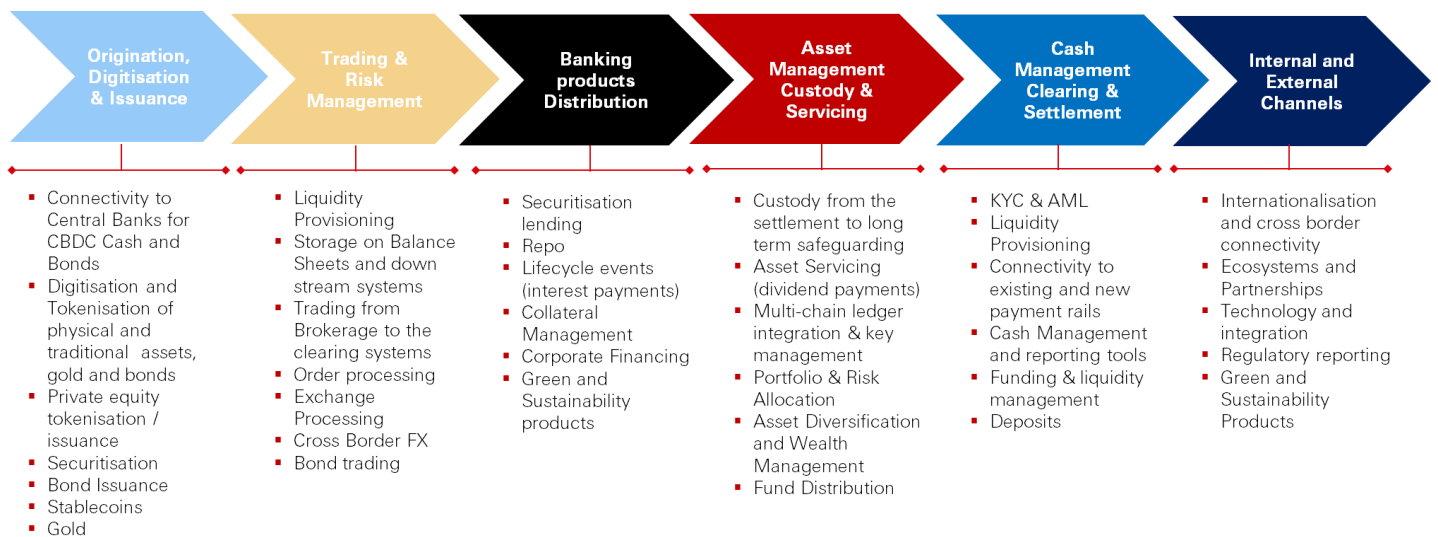 Origination,
Digitisation
& Issuance
Trading &
Risk
Management
Banking
products
Distribution
Asset
Management
Custody &
Servicing
Cash
Management
Clearing &
Settlement
Internal and
External
Channels
Connectivity to
Central Banks for
CBDC Cash and
Bonds
Digitisation and
Tokenisation of
physical and
traditional assets,
gold and bonds
Private equity
tokenisation /
issuance
Securitisation
Bond Issuance
Stablecoins
Gold
Liquidity
Provisioning
Storage on Balance
Sheets and down
stream systems
Trading from
Brokerage to the
clearing systems
Order processing
Exchange
Processing
Cross Border FX
Bond trading
Securitisation
lending
Repo
Lifecycle events
(interest payments)
Collateral
Management
Corporate Financing
Green and
Sustainability
products
Custody from the
settlement to long
term safeguarding
Asset Servicing
(dividend payments)
Multi-chain ledger
integration & key
management
Portfolio & Risk
Allocation
Asset Diversification
and Wealth
Management
Fund Distribution
KYC & AML
Liquidity
Provisioning
Connectivity to
existing and new
payment rails
Cash Management
and reporting tools
Funding & liquidity
management
Deposits
Internationalisation
and cross border
connectivity
Ecosystems and
Partnerships
Technology and
integration
Regulatory reporting
Green and
Sustainability
Products